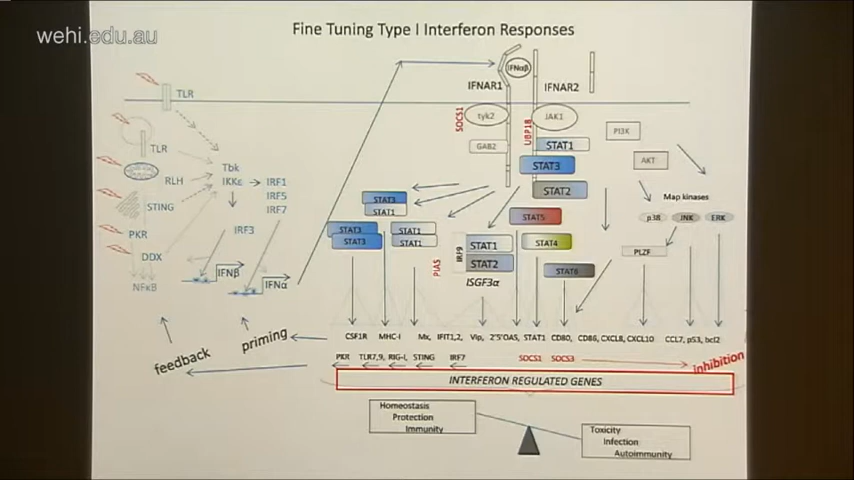 wehi.edu.au
Fine Tuning Type I Interferon Responses
TLR
TLR
RLH
STING
PKR
DDX
NFκB
Tbk
IKKε
IRF1
IRF5
IRF7
IRF3
IFNβ
IFNα
IFNαβ
IFNAR1
IFNAR2
SOCS1
tyk2
UBP18
JAK1
GAB2
STAT1
STAT3
STAT2
PI3K
AKT
Map kinases
p38
JNK
ERK
PLZF
STAT3
STAT1
STAT3
STAT3
STAT1
STAT1
STAT5
STAT4
STAT6
PIAS
IRF9
STAT1
STAT2
ISGF3α
CSF1R MHC-I Mx, IFIT1,2, Vip, 2'5'OAS, STAT1 CD80, CD86, CXCL8, CXCL10 CCL7, p53, bcl2
priming
feedback
PKR TLR7,9, RIG-I, STING IRF7
SOCS1 SOCS3
inhibition
INTERFERON REGULATED GENES
Homeostasis
Protection
Immunity
Toxicity
Infection
Autoimmunity